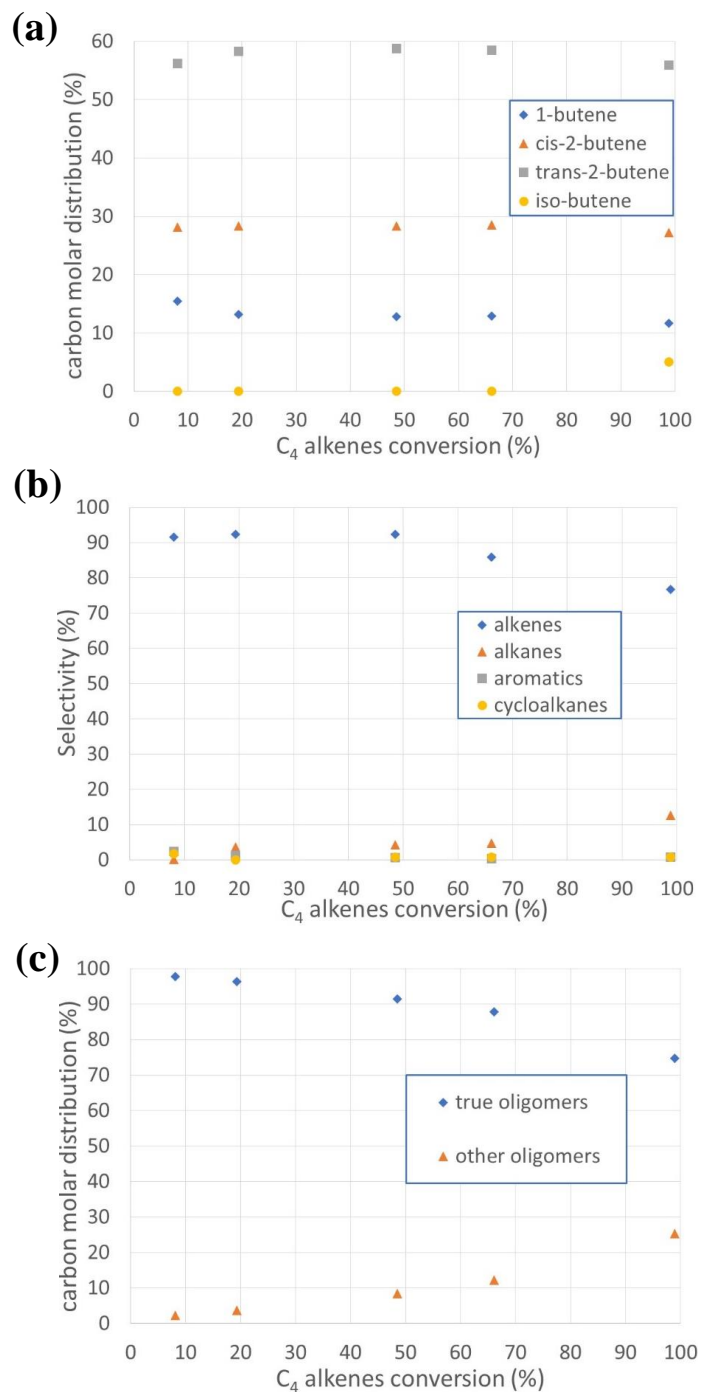 (a)
carbon molar distribution (%)
60
50
40
30
20
10
0
1-butene
cis-2-butene
trans-2-butene
iso-butene
0 10 20 30 40 50 60 70 80 90 100
C₄ alkenes conversion (%)
(b)
Selectivity (%)
100
90
80
70
60
50
40
30
20
10
0
alkenes
alkanes
aromatics
cycloalkanes
0 10 20 30 40 50 60 70 80 90 100
C₄ alkenes conversion (%)
(c)
carbon molar distribution (%)
100
90
80
70
60
50
40
30
20
10
0
true oligomers
other oligomers
0 10 20 30 40 50 60 70 80 90 100
C₄ alkenes conversion (%)